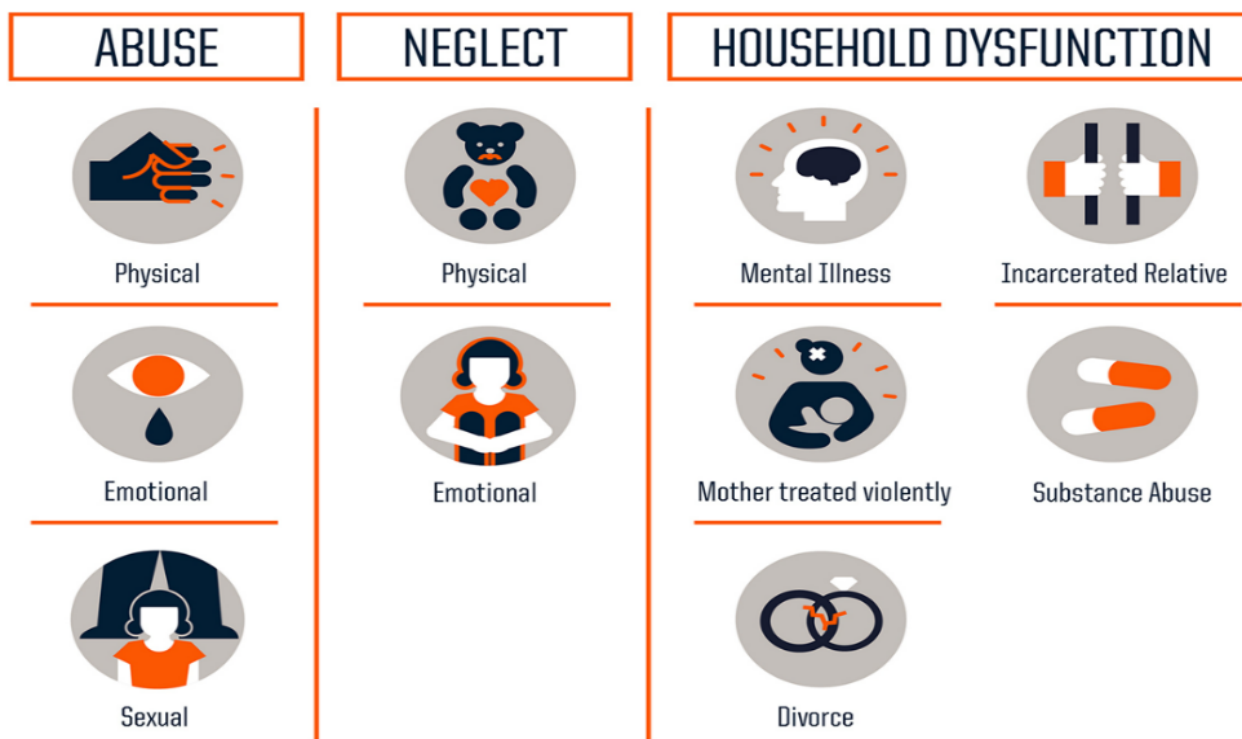 ABUSE
NEGLECT
HOUSEHOLD DYSFUNCTION
Physical
Emotional
Sexual
Physical
Emotional
Mental Illness
Incarcerated Relative
Mother treated violently
Substance Abuse
Divorce